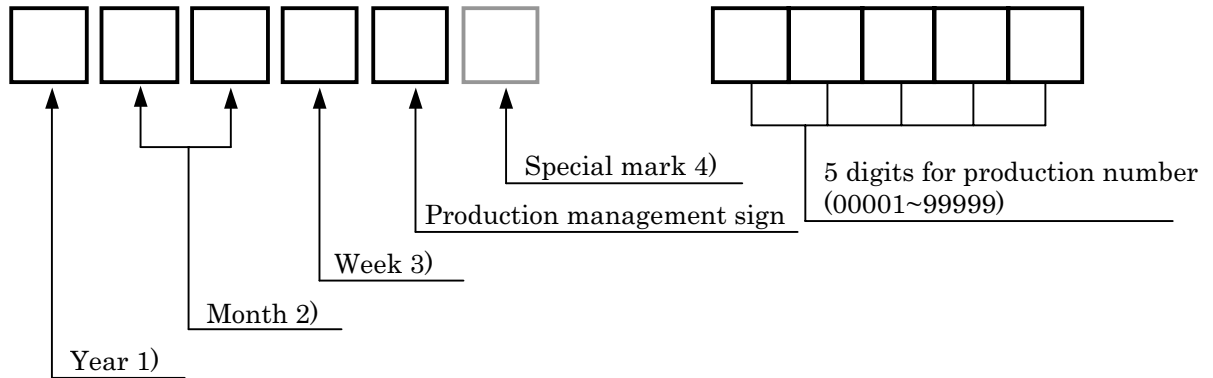 Special mark 4)
5 digits for production number
(00001~99999)
Production management sign
Week 3)
Month 2)
Year 1)